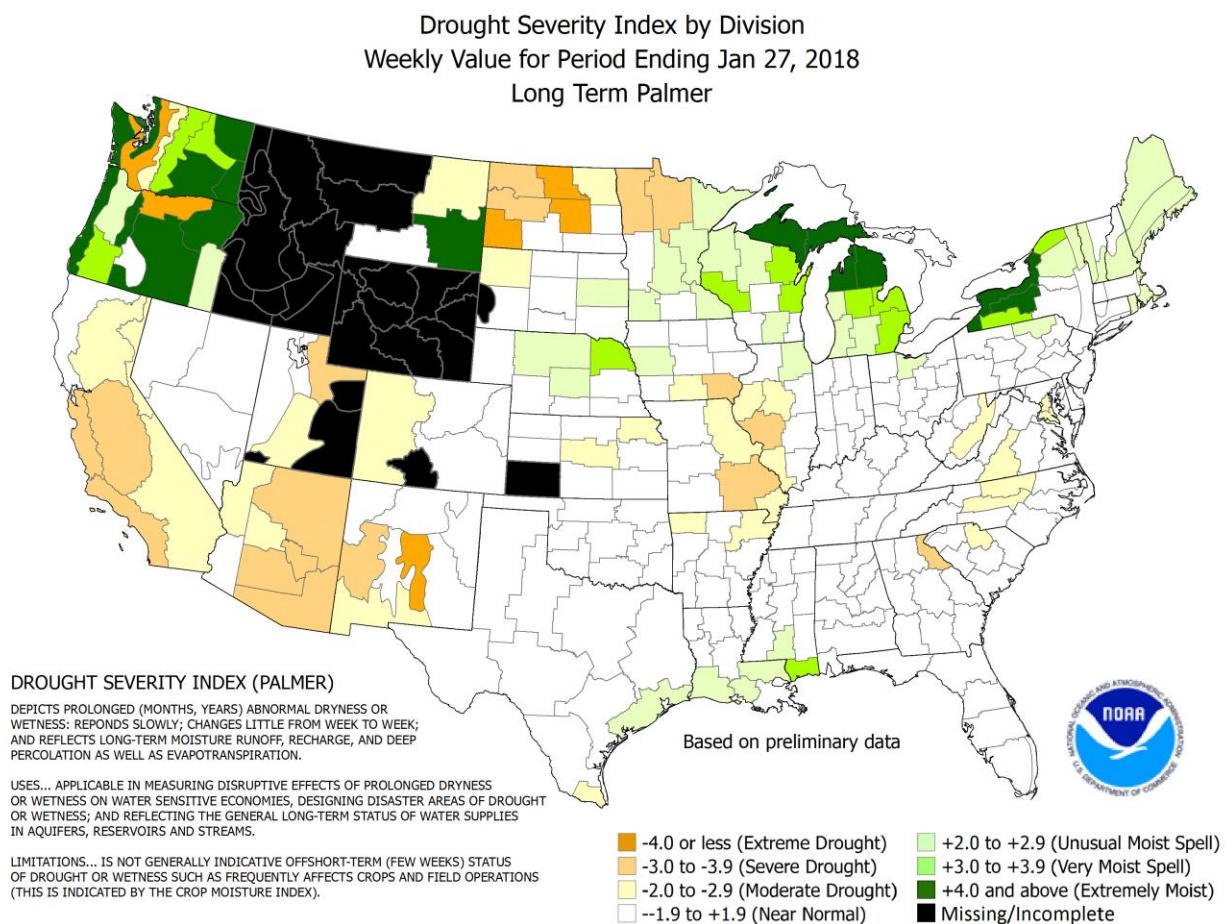 Drought Severity Index by Division
Weekly Value for Period Ending Jan 27, 2018
Long Term Palmer
DROUGHT SEVERITY INDEX (PALMER)
DEPICTS PROLONGED (MONTHS, YEARS) ABNORMAL DRYNESS OR
WETNESS: REPONDS SLOWLY; CHANGES LITTLE FROM WEEK TO WEEK;
AND REFLECTS LONG-TERM MOISTURE RUNOFF, RECHARGE, AND DEEP
PERCOLATION AS WELL AS EVAPOTRANSPIRATION.
USES... APPLICABLE IN MEASURING DISRUPTIVE EFFECTS OF PROLONGED DRYNESS
OR WETNESS ON WATER SENSITIVE ECONOMIES, DESIGNING DISASTER AREAS OF DROUGHT
OR WETNESS; AND REFLECTING THE GENERAL LONG-TERM STATUS OF WATER SUPPLIES
IN AQUIFERS, RESERVOIRS AND STREAMS.
LIMITATIONS... IS NOT GENERALLY INDICATIVE OFFSHORT-TERM (FEW WEEKS) STATUS
OF DROUGHT OR WETNESS SUCH AS FREQUENTLY AFFECTS CROPS AND FIELD OPERATIONS
(THIS IS INDICATED BY THE CROP MOISTURE INDEX).
Based on preliminary data
NATIONAL OCEANIC AND ATMOSPHERIC ADMINISTRATION
NOAA
U.S. DEPARTMENT OF COMMERCE
-4.0 or less (Extreme Drought)
-3.0 to -3.9 (Severe Drought)
-2.0 to -2.9 (Moderate Drought)
--1.9 to +1.9 (Near Normal)
+2.0 to +2.9 (Unusual Moist Spell)
+3.0 to +3.9 (Very Moist Spell)
+4.0 and above (Extremely Moist)
Missing/Incomplete